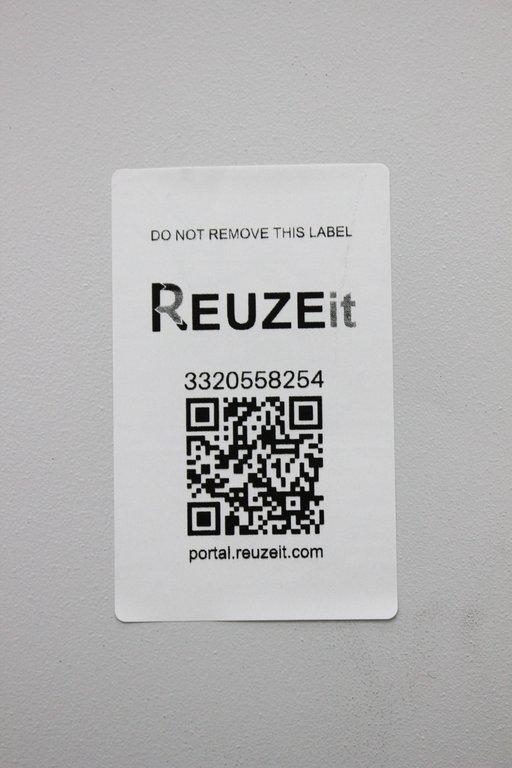 DO NOT REMOVE THIS LABEL
REUZEit
3320558254
portal.reuzeit.com